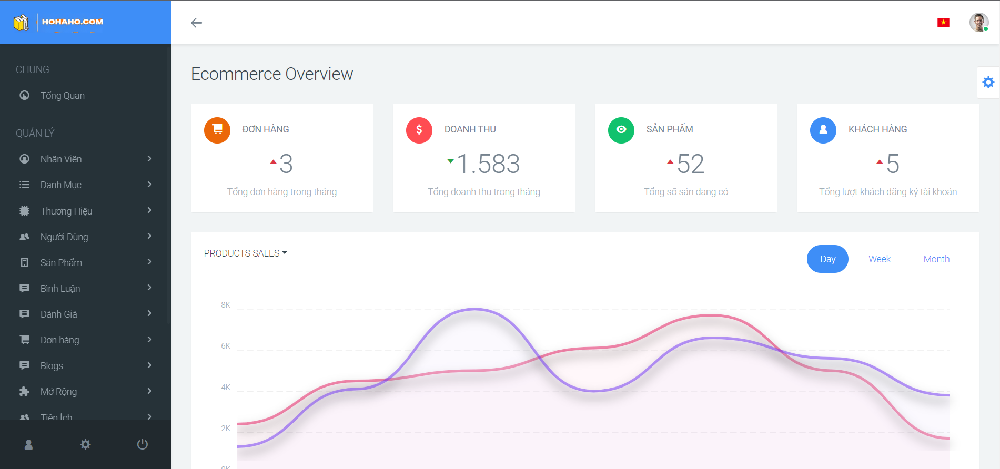 HOHAHO.COM
CHUNG
Tổng Quan
QUẢN LÝ
Nhân Viên
Danh Mục
Thương Hiệu
Người Dùng
Sản Phẩm
Bình Luận
Đánh Giá
Đơn hàng
Blogs
Mở Rộng
Tiện Ích
Ecommerce Overview
ĐƠN HÀNG
3
Tổng đơn hàng trong tháng
DOANH THU
1.583
Tổng doanh thu trong tháng
SẢN PHẨM
52
Tổng số sản đang có
KHÁCH HÀNG
5
Tổng lượt khách đăng ký tài khoản
PRODUCTS SALES
Day Week Month
8K
6K
4K
2K
0K